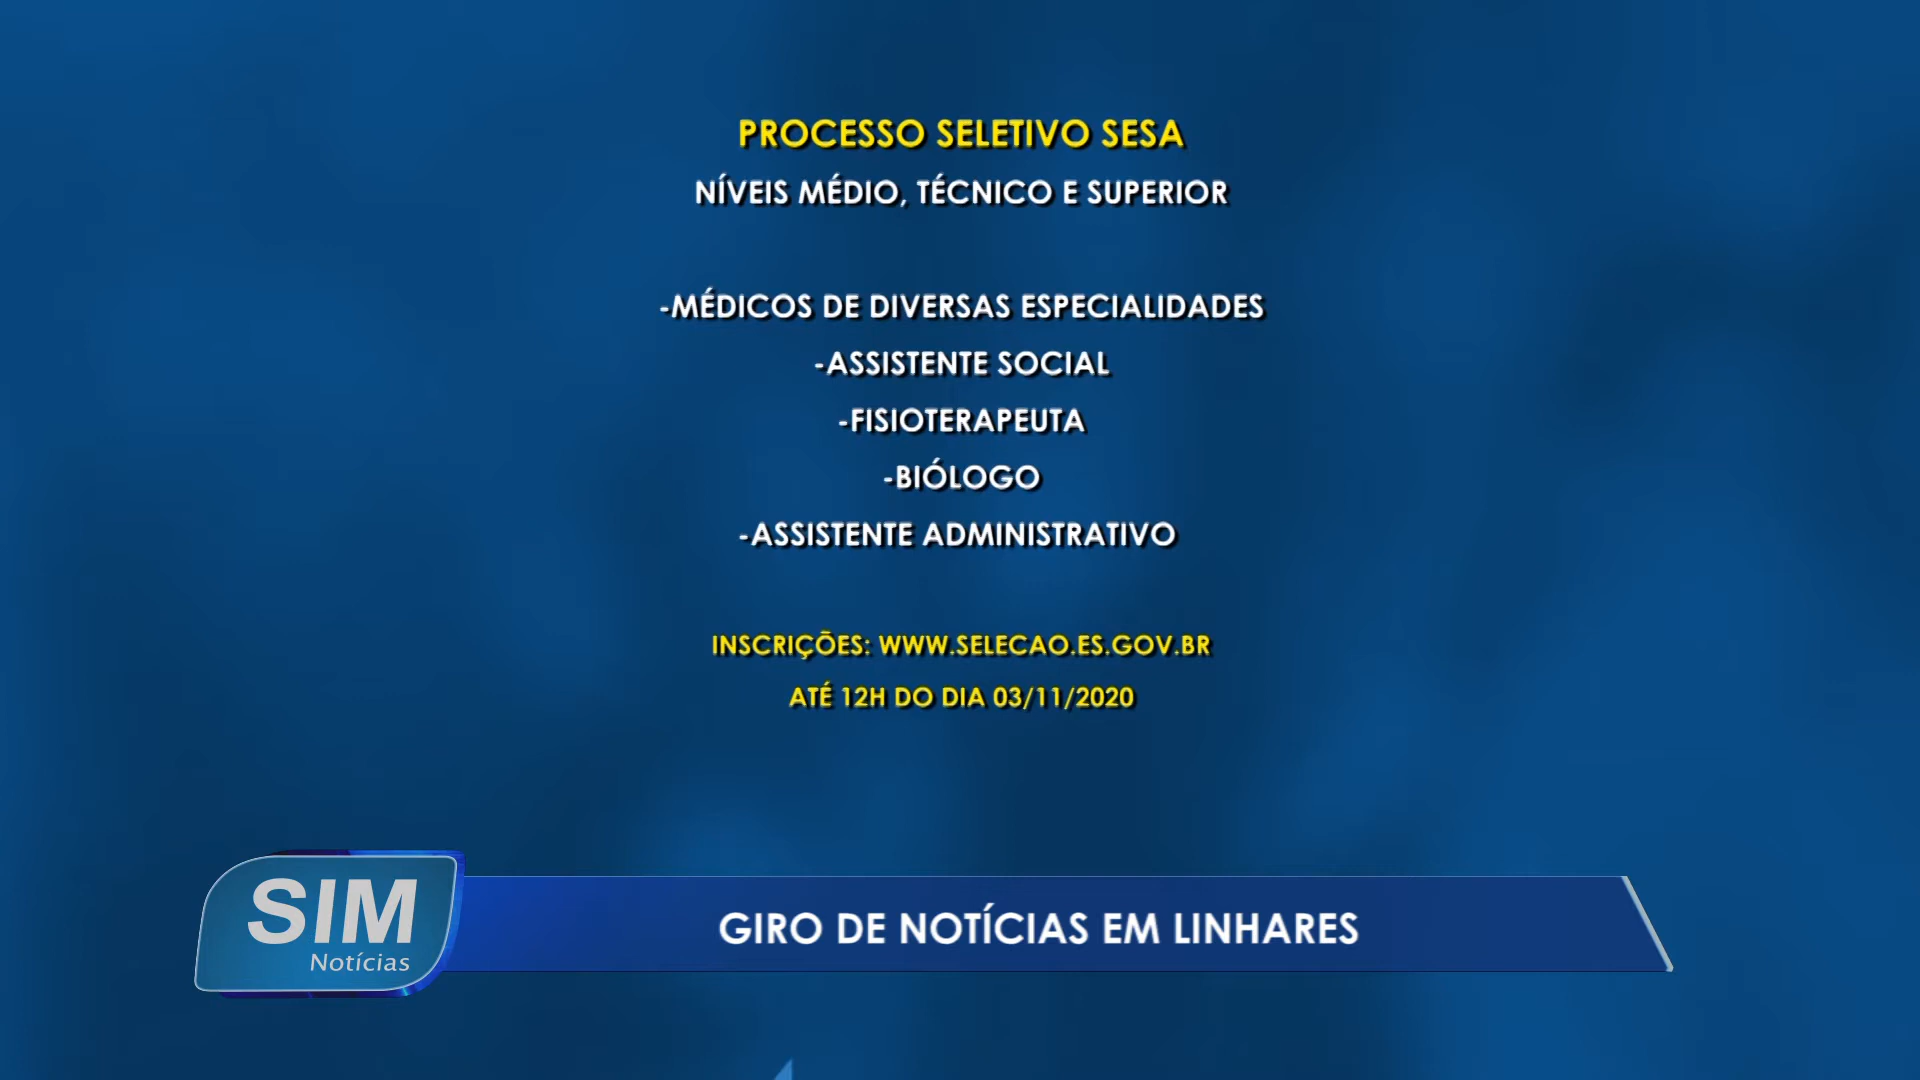 PROCESSO SELETIVO SESA
NÍVEIS MÉDIO, TÉCNICO E SUPERIOR
-MÉDICOS DE DIVERSAS ESPECIALIDADES
-ASSISTENTE SOCIAL
-FISIOTERAPEUTA
-BIÓLOGO
-ASSISTENTE ADMINISTRATIVO
INSCRIÇÕES: WWW.SELECAO.ES.GOV.BR
ATÉ 12H DO DIA 03/11/2020
SIM
Notícias
GIRO DE NOTÍCIAS EM LINHARES